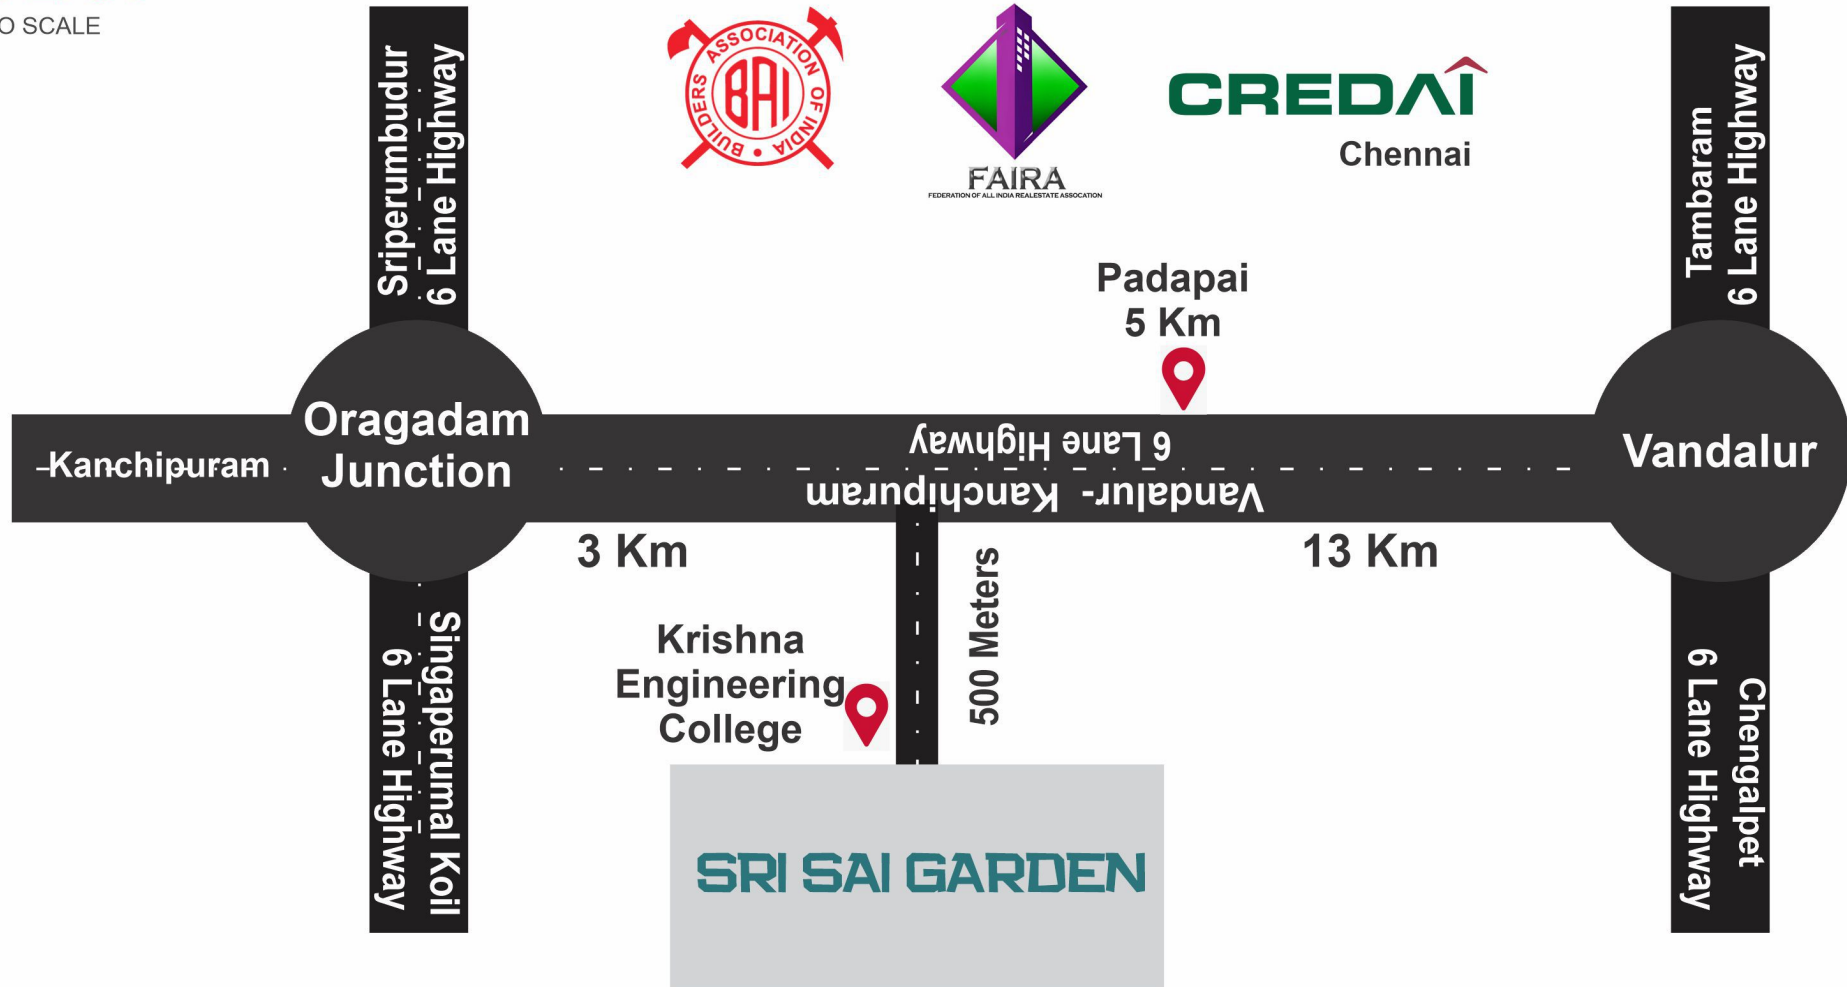 O SCALE
BUILDERS ASSOCIATION OF INDIA
BAI
FAIRA
FEDERATION OF ALL INDIA REALESTATE ASSOCATION
CREDAÎ
Chennai
Sriperumbudur
6 Lane Highway
Tambaram
6 Lane Highway
Padapai
5 Km
Kanchipuram
Oragadam
Junction
Vandalur- Kanchipuram
6 Lane Highway
Vandalur
3 Km
13 Km
500 Meters
Krishna
Engineering
College
Singaperumal Koil
6 Lane Highway
Chengalpet
6 Lane Highway
SRI SAI GARDEN